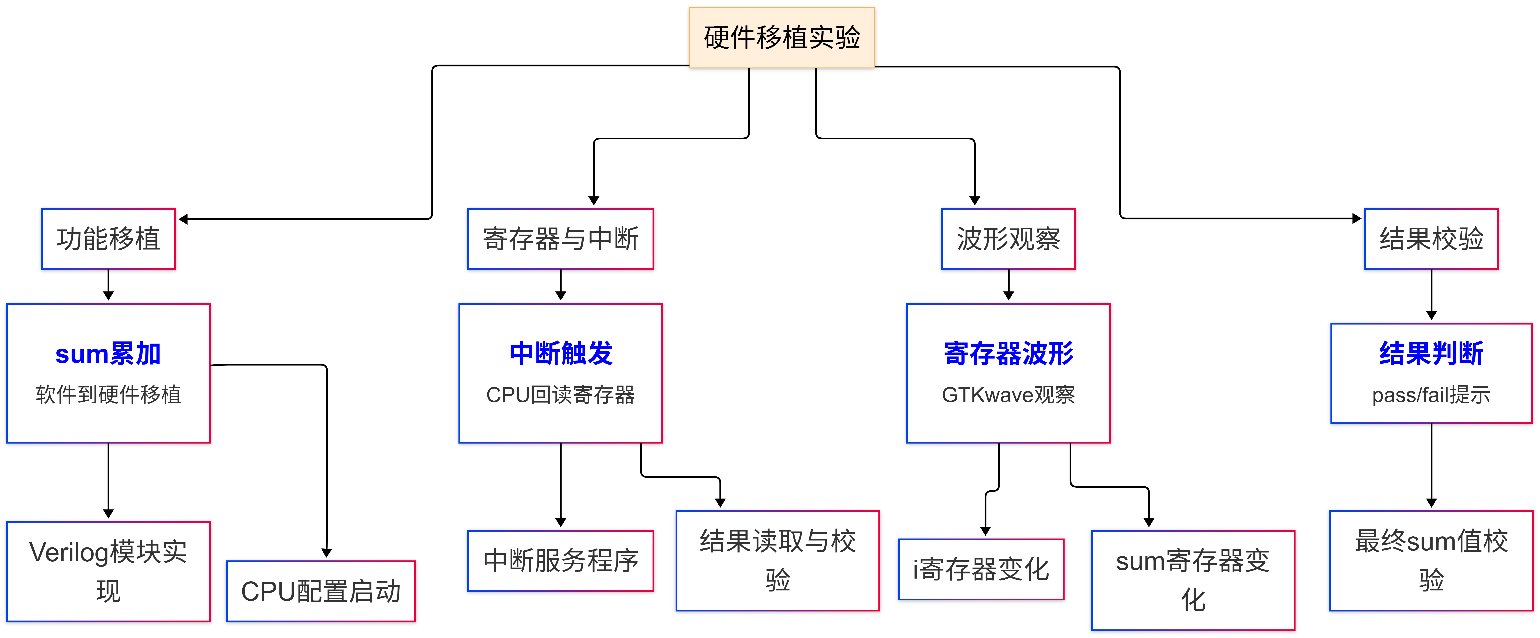 硬件移植实验
功能移植
寄存器与中断
波形观察
结果校验
sum累加
软件到硬件移植
中断触发
CPU回读寄存器
寄存器波形
GTKwave观察
结果判断
pass/fail提示
Verilog模块实
现
CPU配置启动
中断服务程序
结果读取与校
验
i寄存器变化
sum寄存器变
化
最终sum值校
验